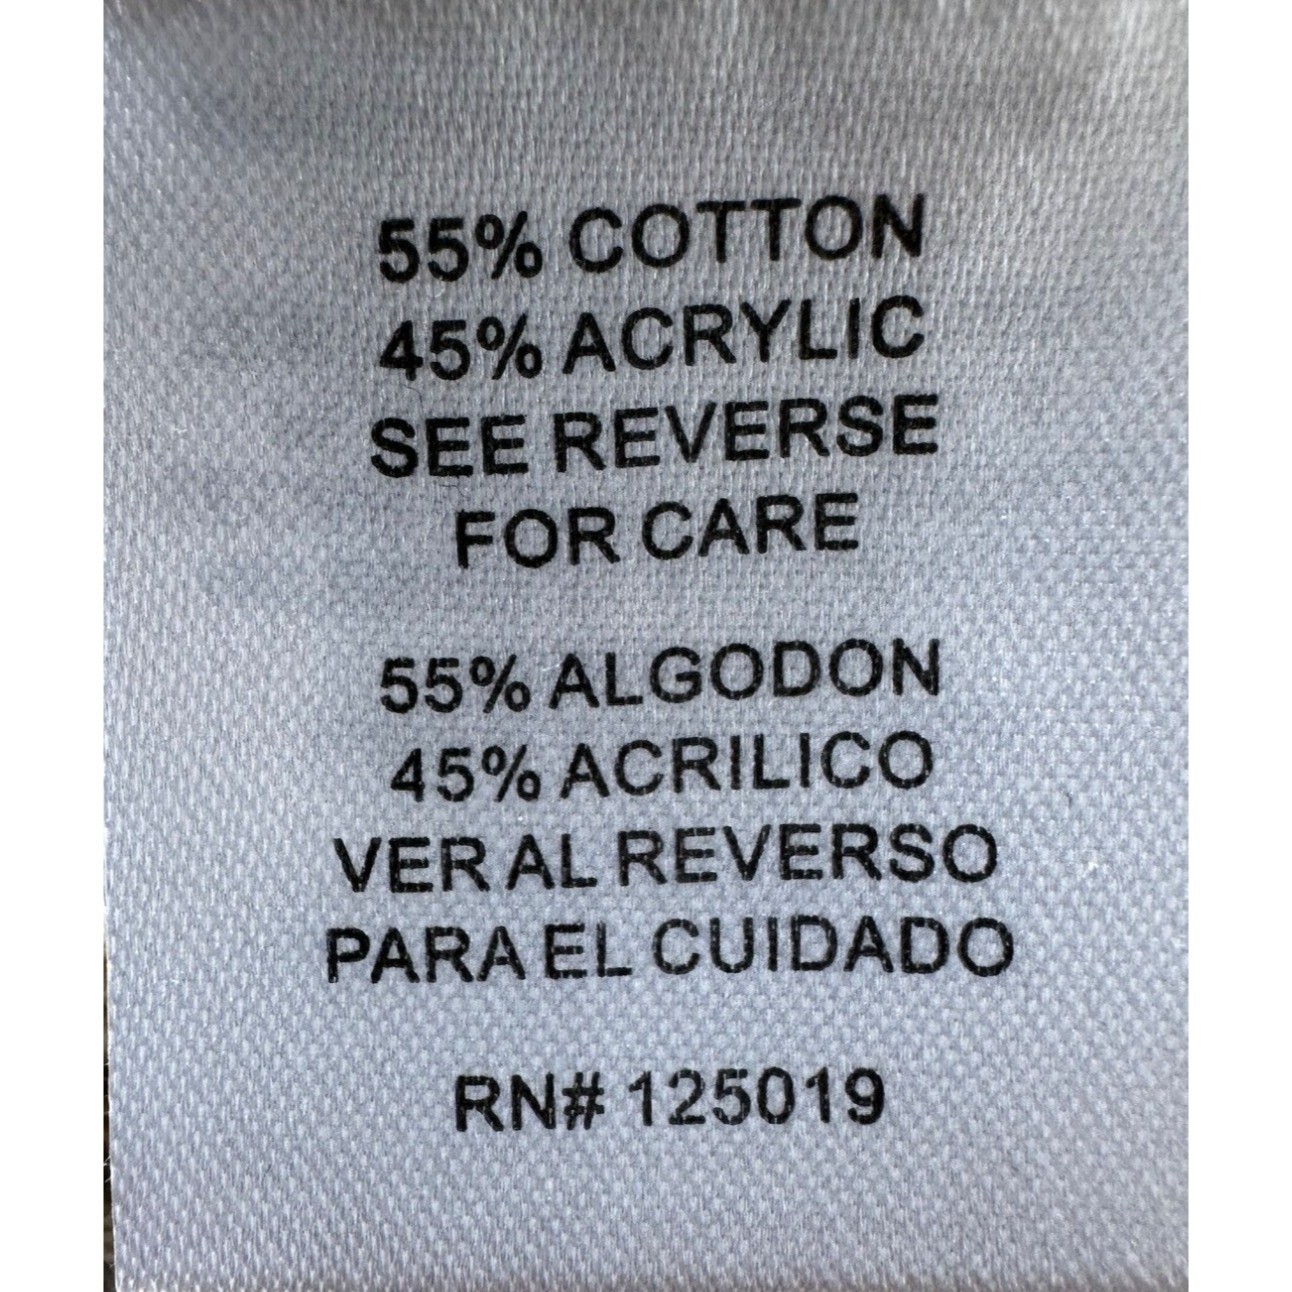 55% COTTON
45% ACRYLIC
SEE REVERSE
FOR CARE
55% ALGODON
45% ACRILICO
VER AL REVERSO
PARA EL CUIDADO
RN# 125019